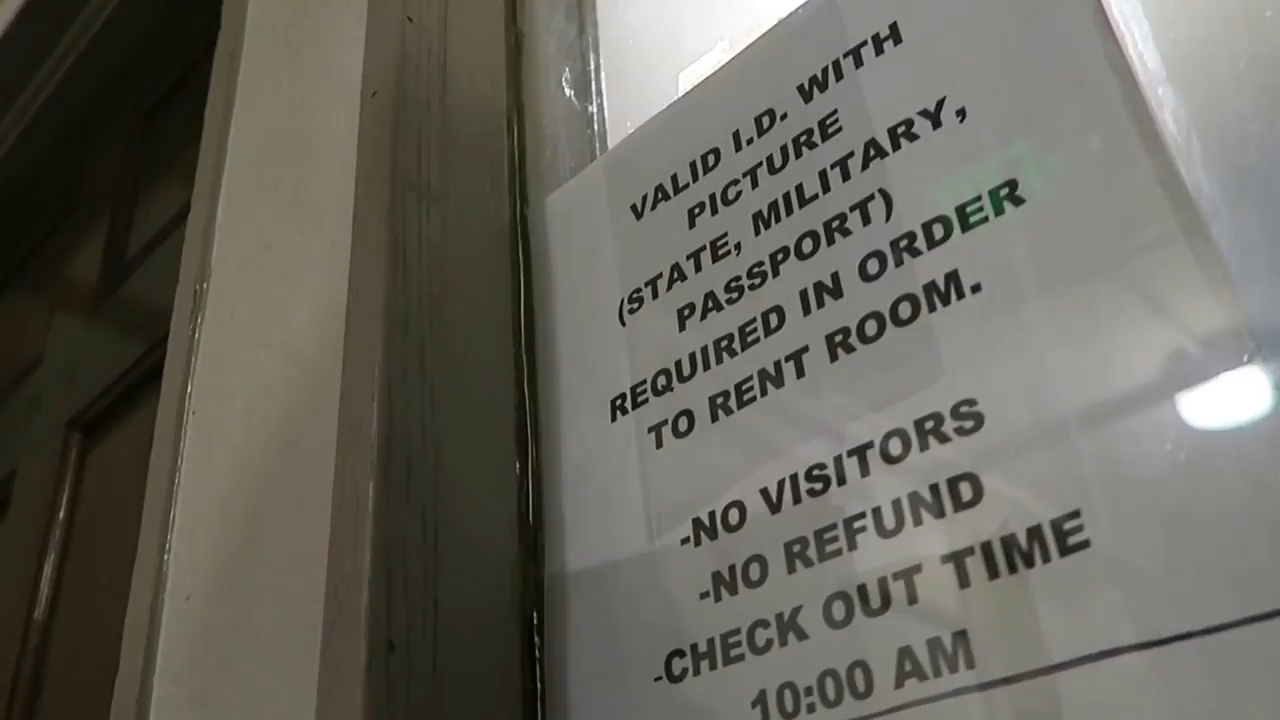 VALID I.D. WITH
PICTURE
(STATE, MILITARY,
PASSPORT)
REQUIRED IN ORDER
TO RENT ROOM.
-NO VISITORS
-NO REFUND
-CHECK OUT TIME
10:00 AM